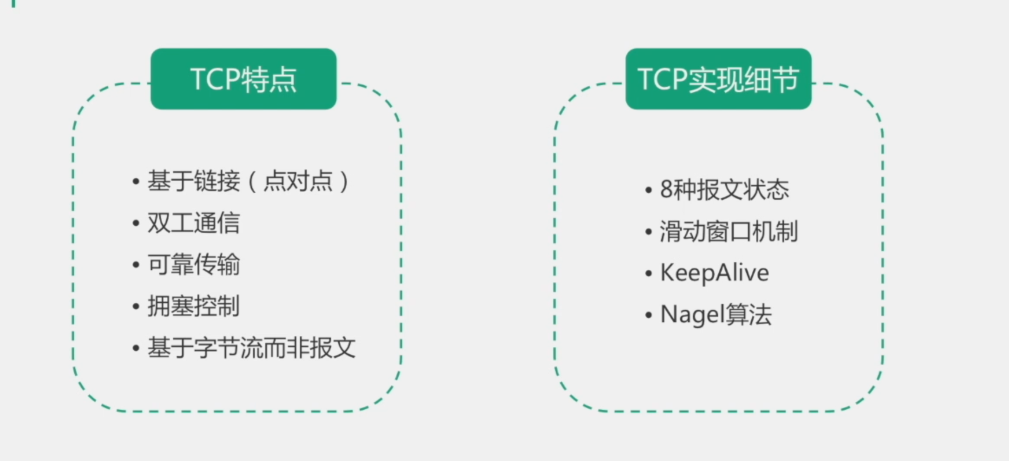 TCP特点
• 基于链接（点对点）
• 双工通信
• 可靠传输
• 拥塞控制
• 基于字节流而非报文
TCP实现细节
• 8种报文状态
• 滑动窗口机制
• KeepAlive
• Nagel算法